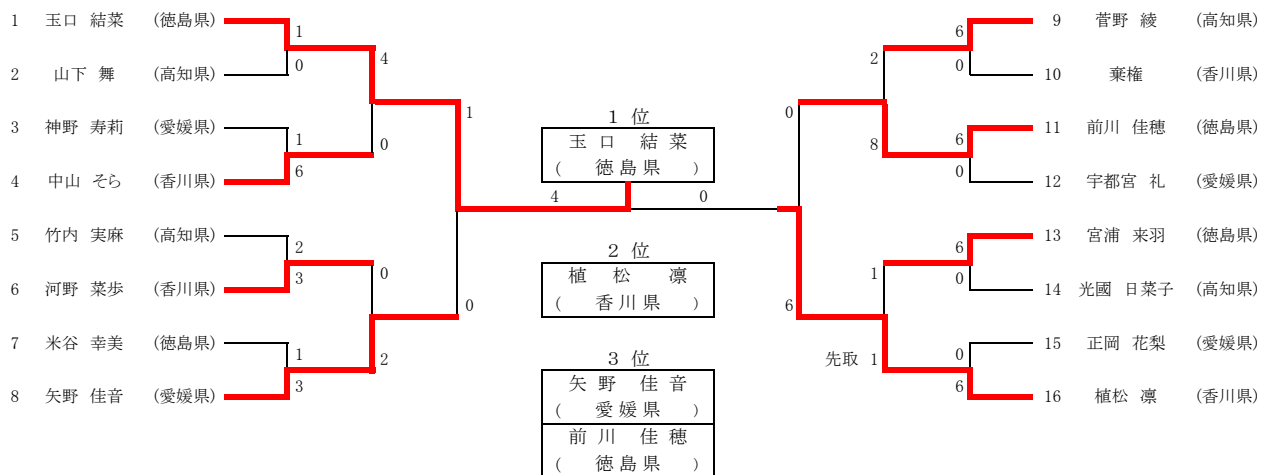 1 玉口 結菜 (徳島県)
1
0
2 山下 舞 (高知県)
4
3 神野 寿莉 (愛媛県)
1
6
4 中山 そら (香川県)
0
1
5 竹内 実麻 (高知県)
2
3
6 河野 菜歩 (香川県)
0
7 米谷 幸美 (徳島県)
1
3
8 矢野 佳音 (愛媛県)
2
0
4
0
1 位
玉 口 結 菜
( 徳島県 )
2 位
植 松 凛
( 香川県 )
3 位
矢 野 佳 音
( 愛媛県 )
前 川 佳 穂
( 徳島県 )
9 菅野 綾 (高知県)
6
0
10 棄権 (香川県)
2
11 前川 佳穂 (徳島県)
6
0
12 宇都宮 礼 (愛媛県)
8
0
13 宮浦 来羽 (徳島県)
6
0
14 光國 日菜子 (高知県)
1
15 正岡 花梨 (愛媛県)
0
6
16 植松 凛 (香川県)
先取 1
6